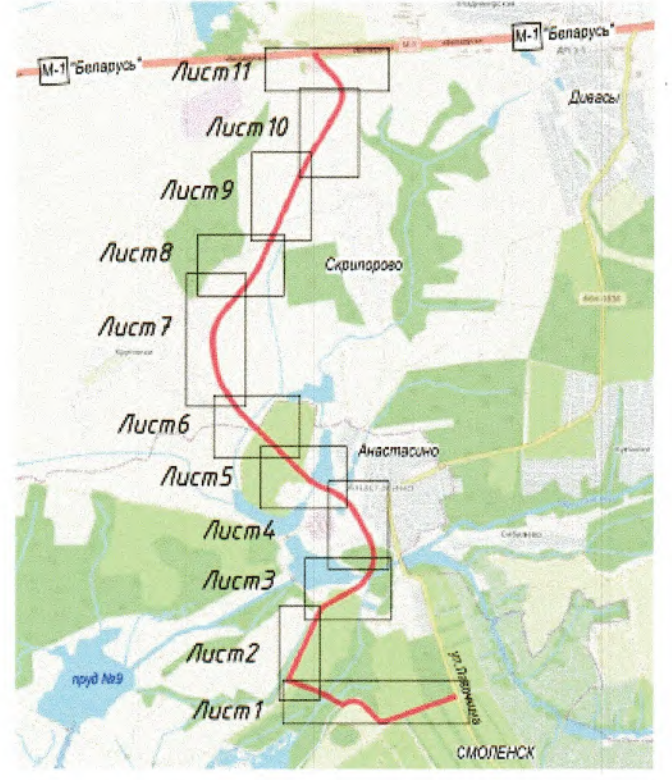 М-1 "Беларусь"
М-1 "Беларусь"
Лист 11
Дивасы
Лист 10
Лист 9
Лист 8
Скрипорово
Лист 7
Лист 6
Анастасино
Лист 5
Лист 4
Лист 3
Лист 2
пруд №9
ул. Лавочкина
Лист 1
СМОЛЕНСК